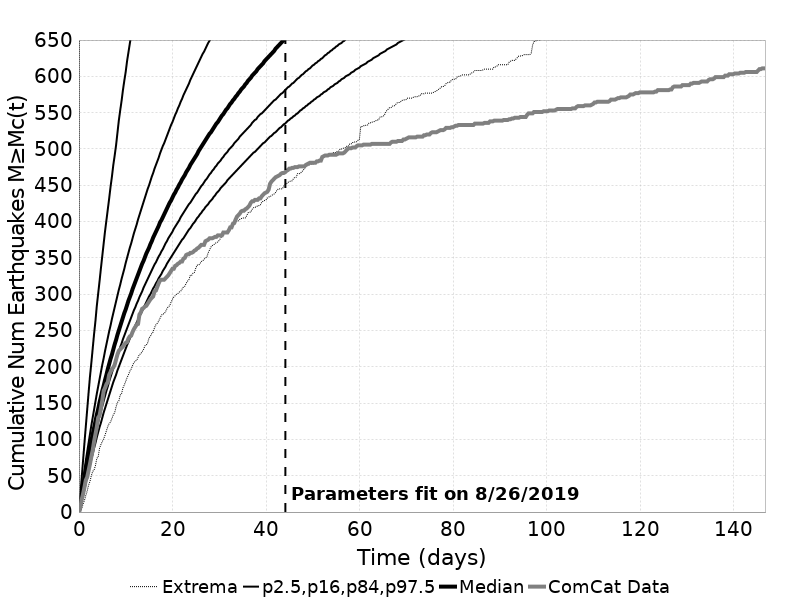 Cumulative Num Earthquakes M≥Mc(t)
650
600
550
500
450
400
350
300
250
200
150
100
50
0
Parameters fit on 8/26/2019
0 20 40 60 80 100 120 140
Time (days)
Extrema p2.5,p16,p84,p97.5 Median ComCat Data